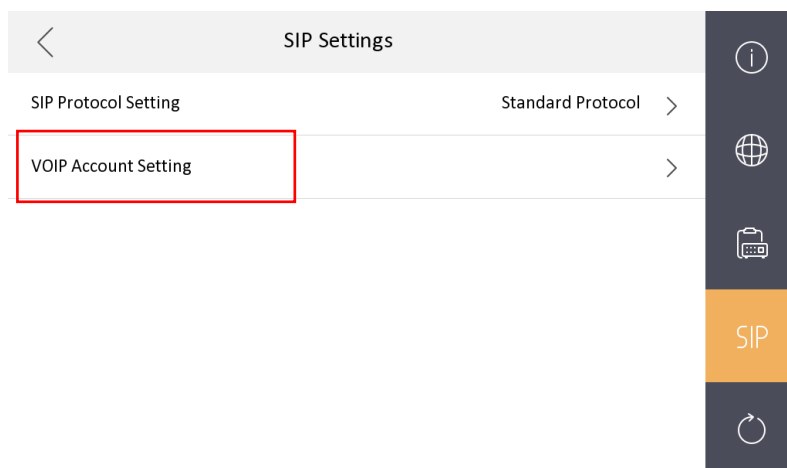 SIP Settings
SIP Protocol Setting Standard Protocol
VOIP Account Setting
SIP